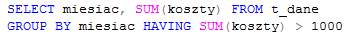 SELECT miesiac, SUM(koszty) FROM t_dane
GROUP BY miesiac HAVING SUM(koszty) > 1000